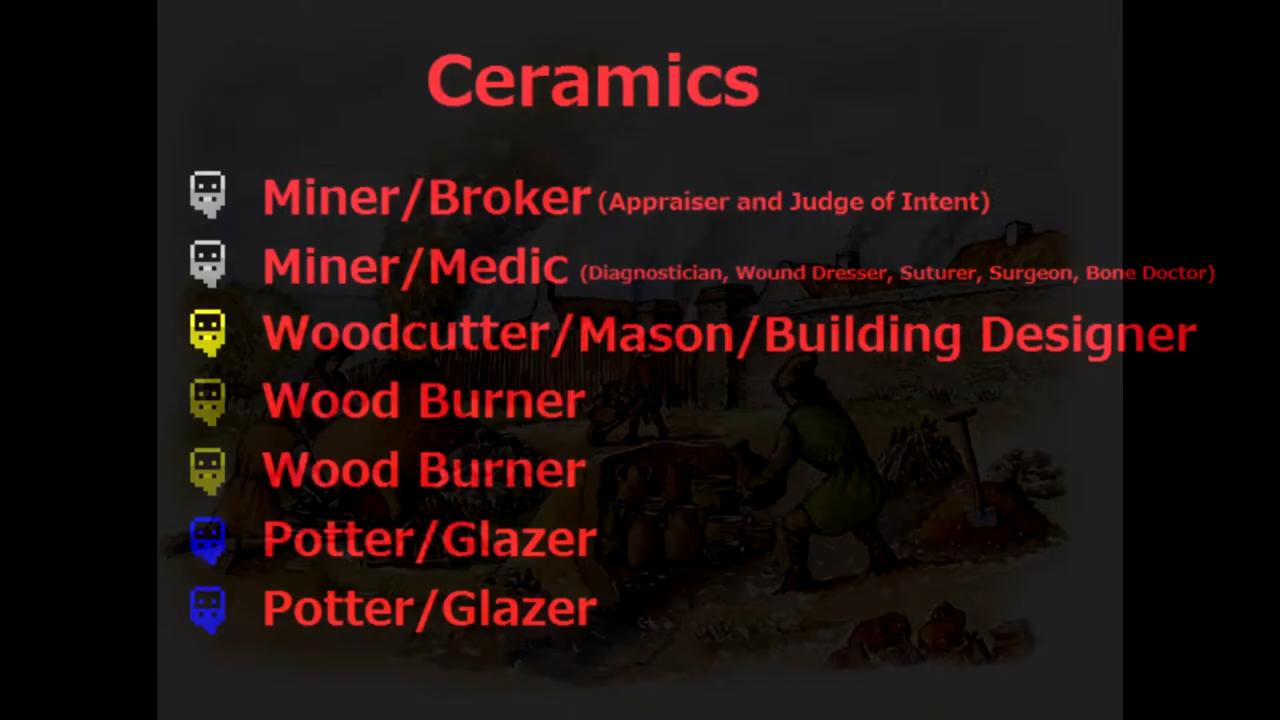 Ceramics
Miner/Broker (Appraiser and Judge of Intent)
Miner/Medic (Diagnostician, Wound Dresser, Suturer, Surgeon, Bone Doctor)
Woodcutter/Mason/Building Designer
Wood Burner
Wood Burner
Potter/Glazer
Potter/Glazer